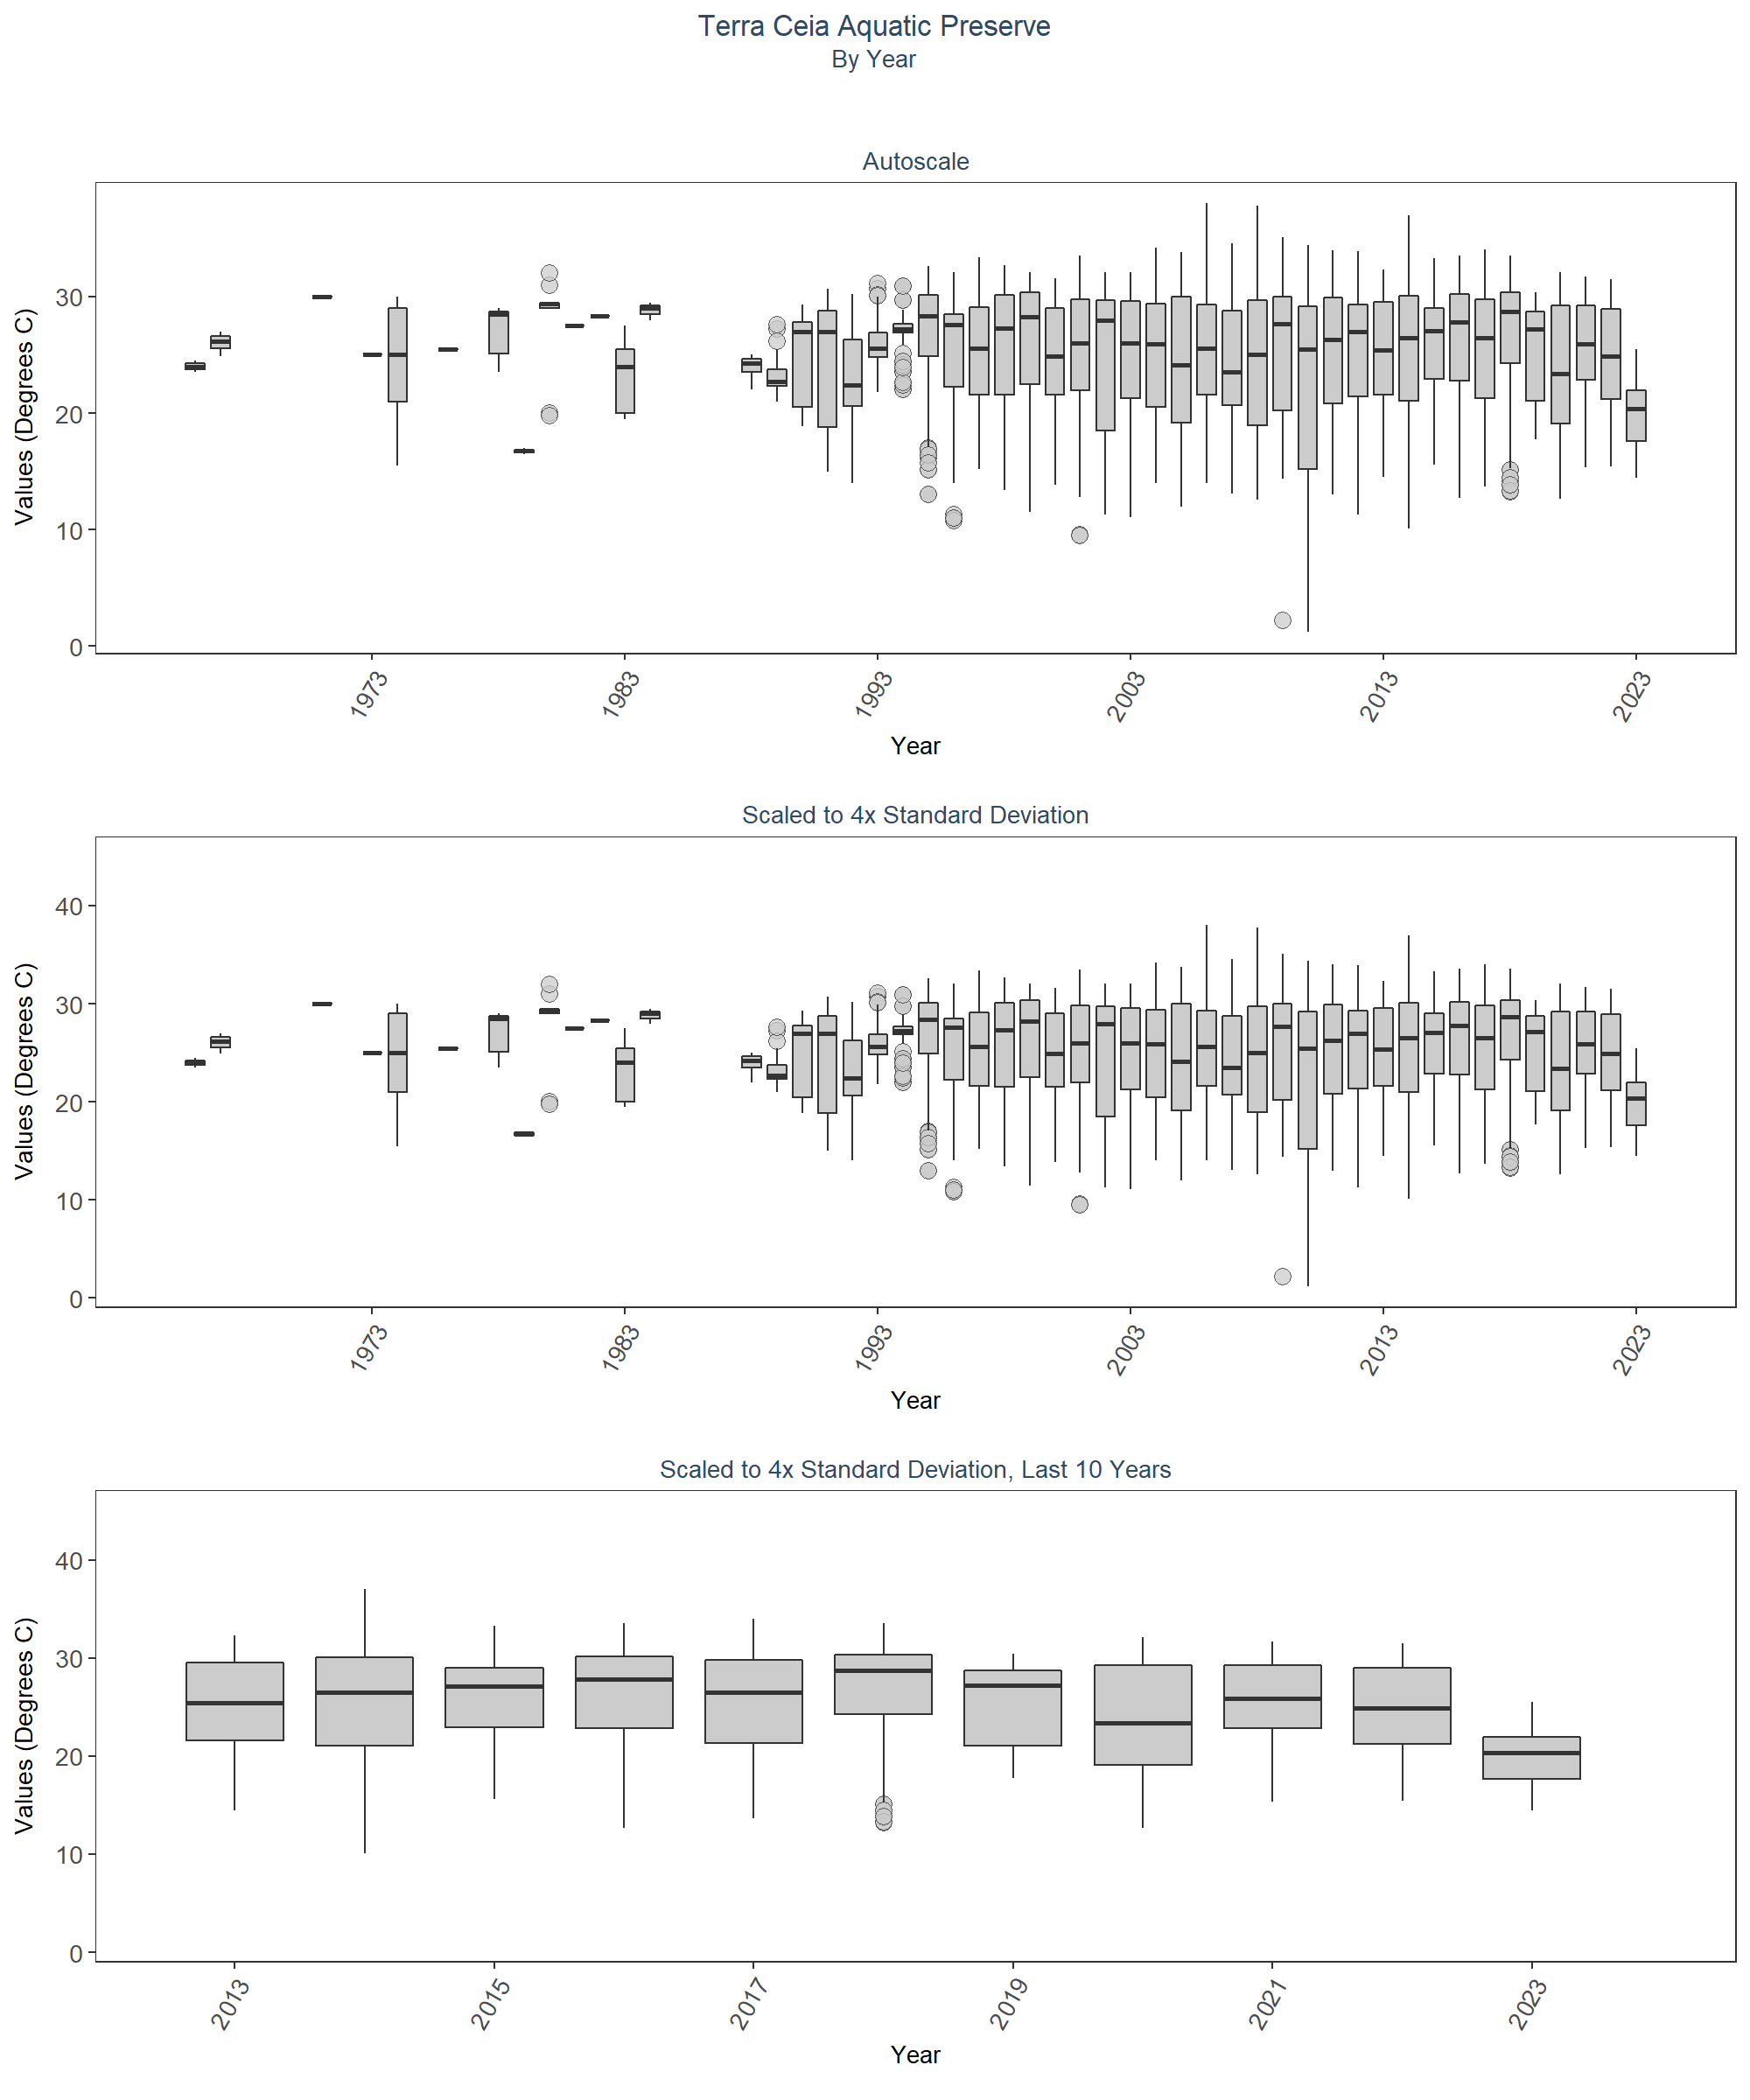 Terra Ceia Aquatic Preserve
By Year
Autoscale
Values (Degrees C)
30
20
10
0
1973 1983 1993 2003 2013 2023
Year
Scaled to 4x Standard Deviation
Values (Degrees C)
40
30
20
10
0
1973 1983 1993 2003 2013 2023
Year
Scaled to 4x Standard Deviation, Last 10 Years
Values (Degrees C)
40
30
20
10
0
2013 2015 2017 2019 2021 2023
Year